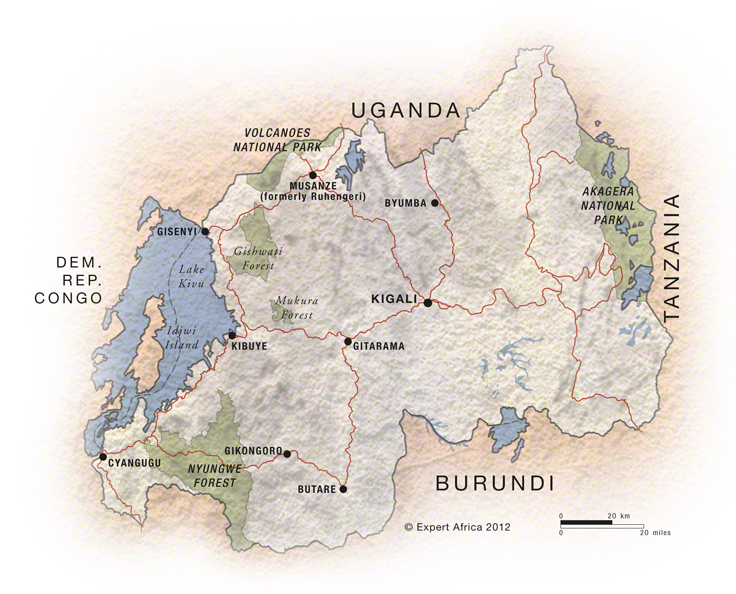 UGANDA
VOLCANOES
NATIONAL PARK
MUSANZE
(formerly Ruhengeri)
AKAGERA
NATIONAL
PARK
BYUMBA
TANZANIA
GISENYI
DEM.
REP.
CONGO
Lake
Kivu
Gishwati
Forest
Mukura
Forest
KIGALI
Idjwi
Island
KIBUYE
GITARAMA
CYANGUGU
NYUNGWE
FOREST
GIKONGORO
BUTARE
BURUNDI
© Expert Africa 2012
0 20 km
0 20 miles